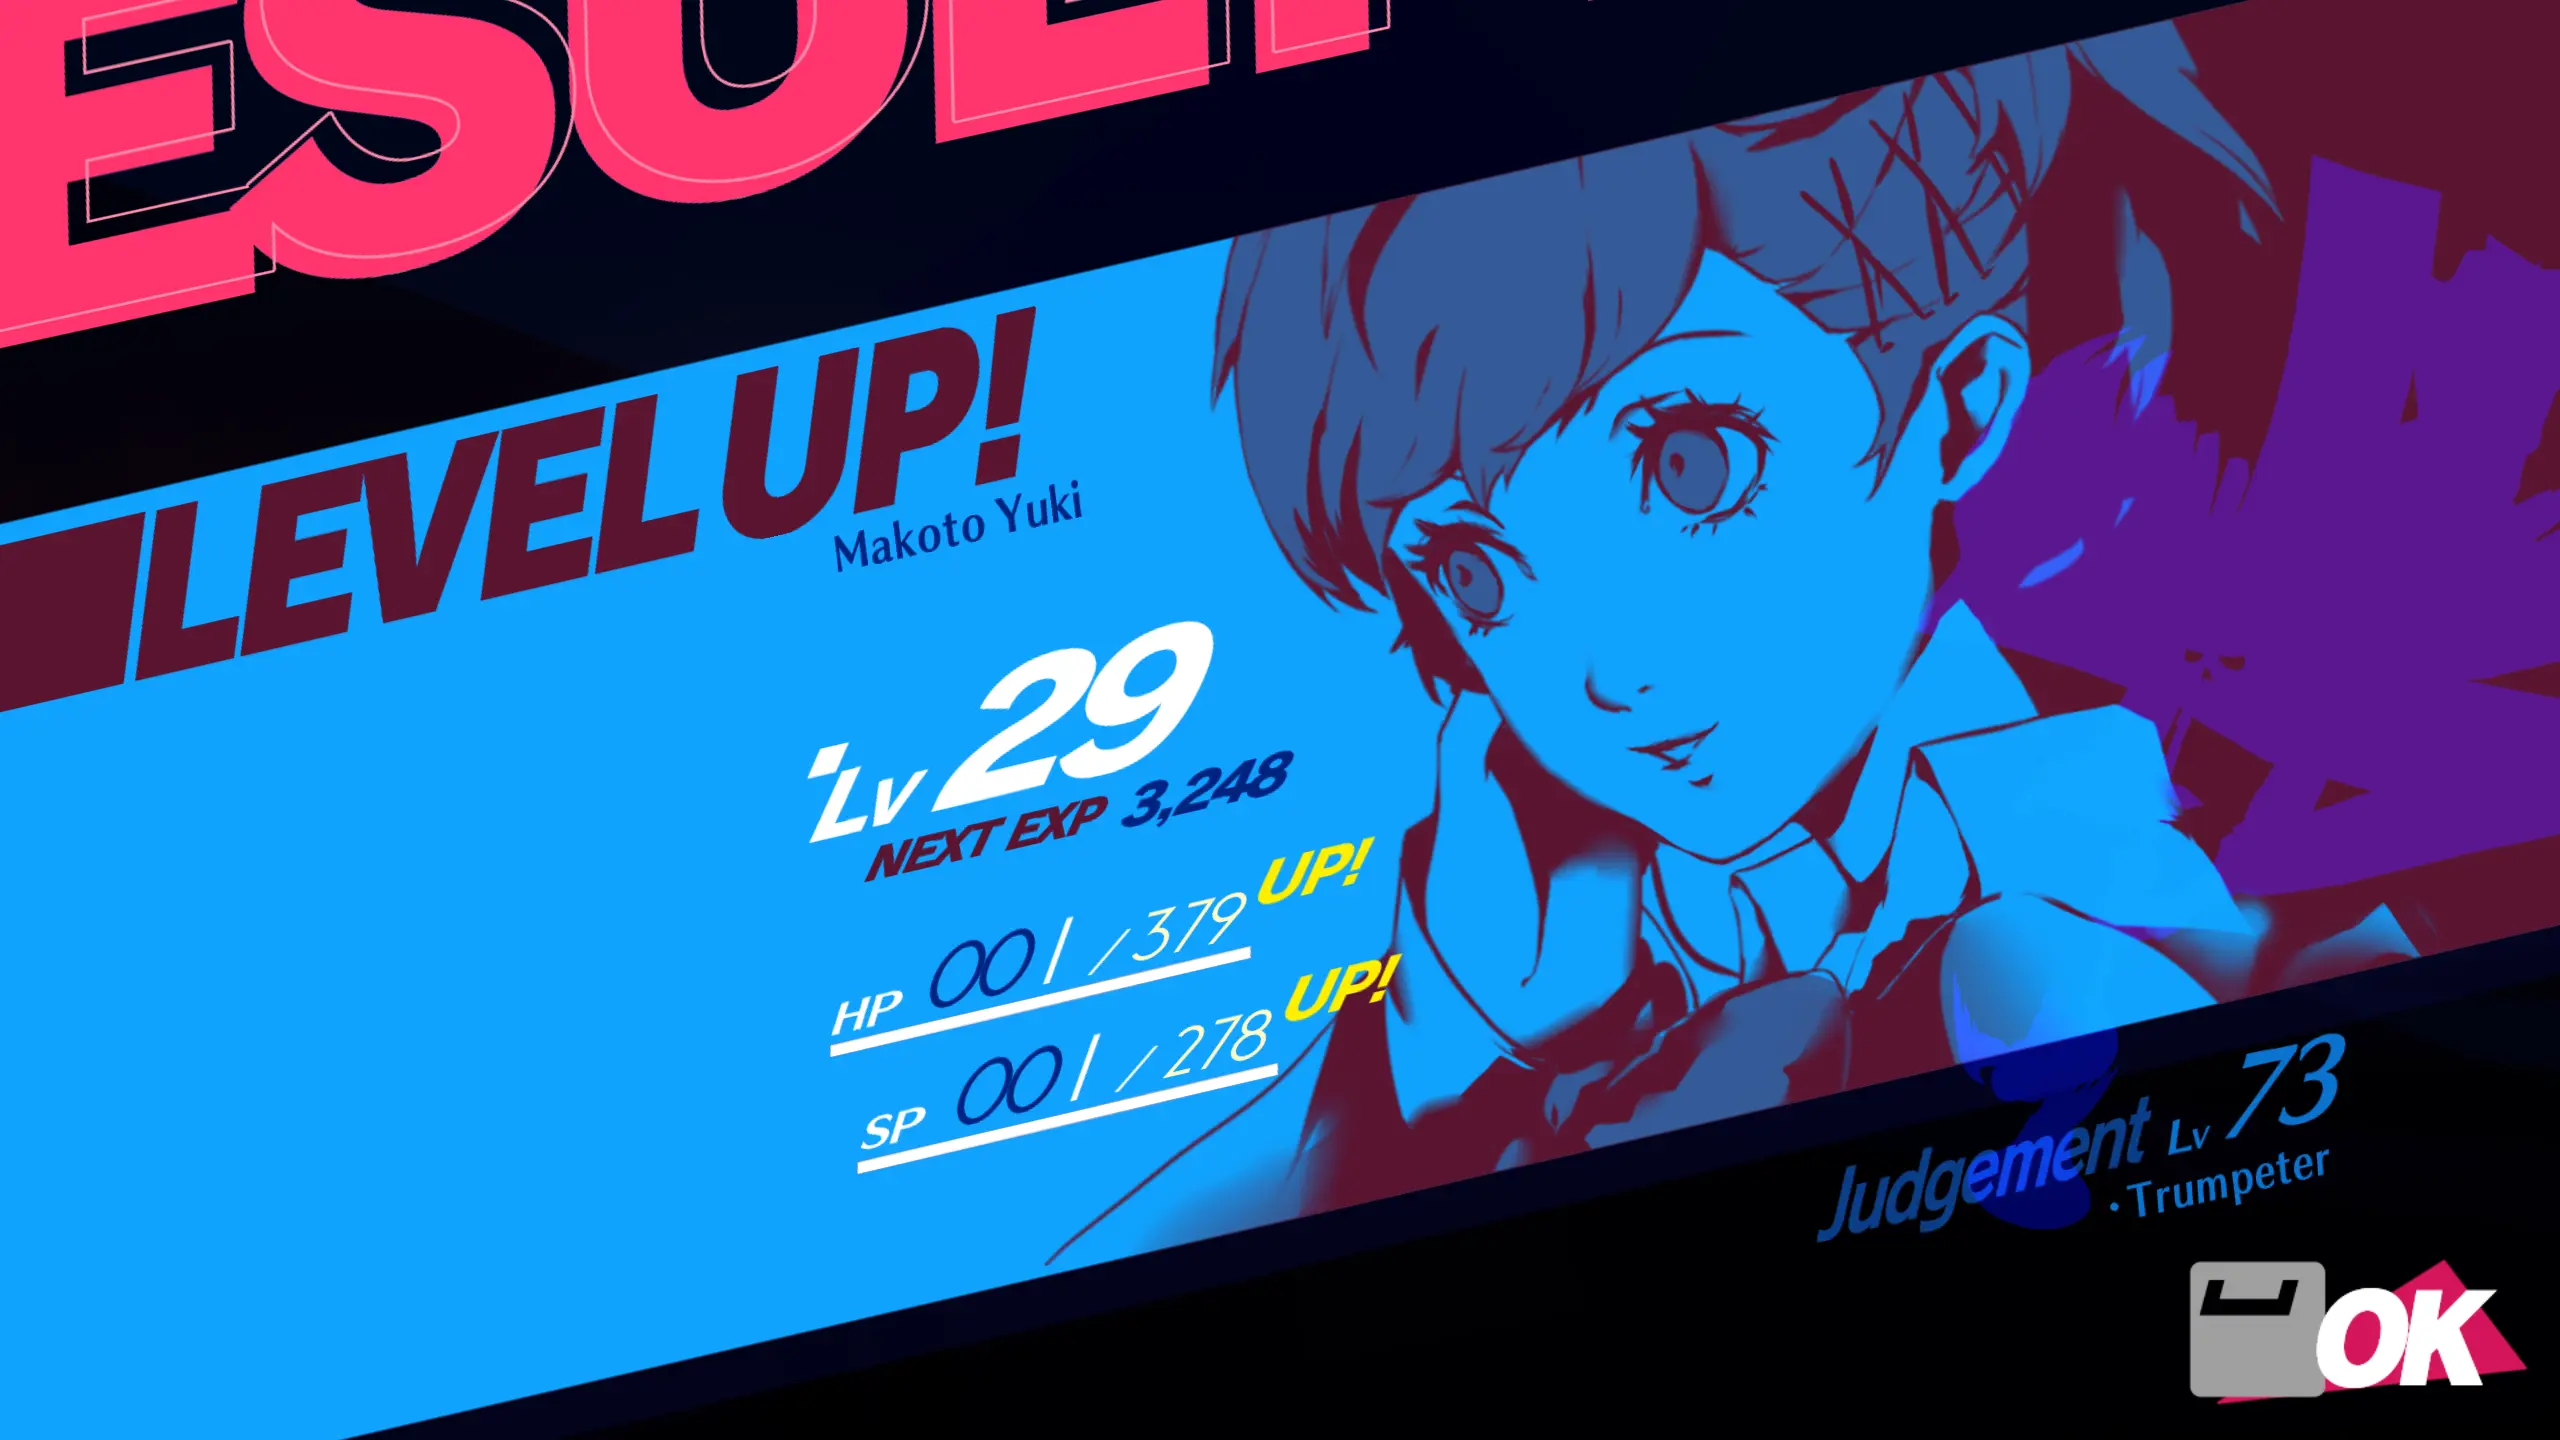 ESULT
LEVEL UP!
Makoto Yuki
Lv 29
NEXT EXP 3,248
HP 001 /379 UP!
SP 001 /278 UP!
Judgement Lv 73
・Trumpeter
OK